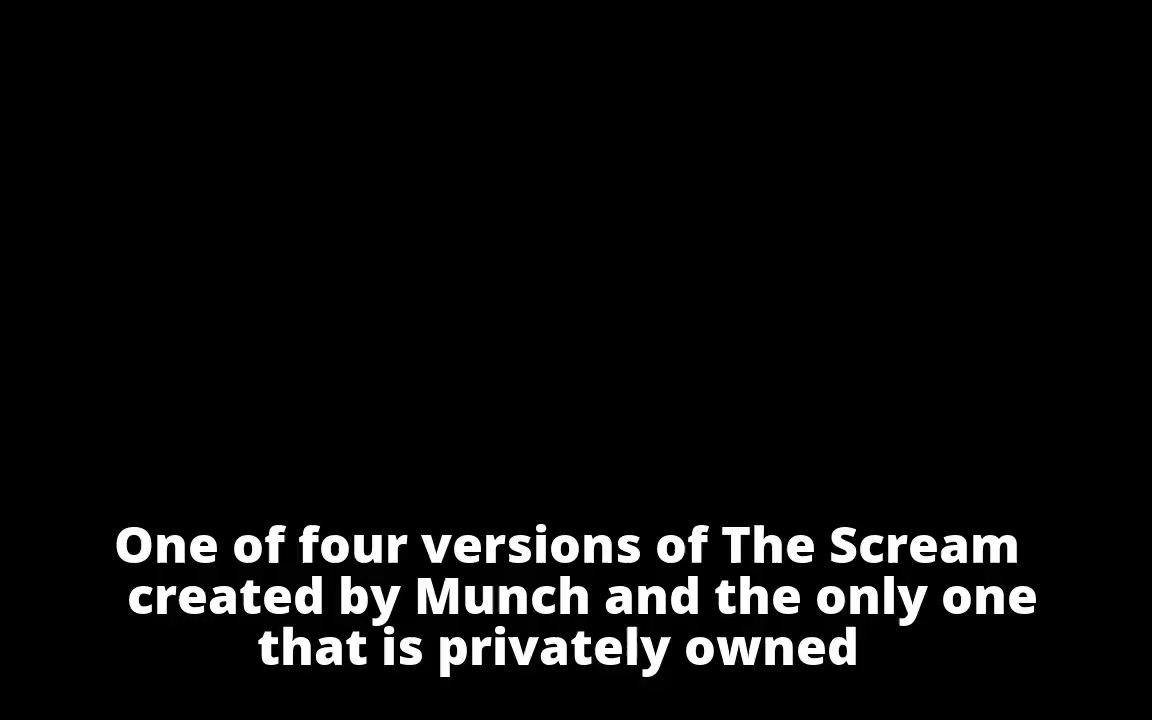 One of four versions of The Scream
created by Munch and the only one
that is privately owned